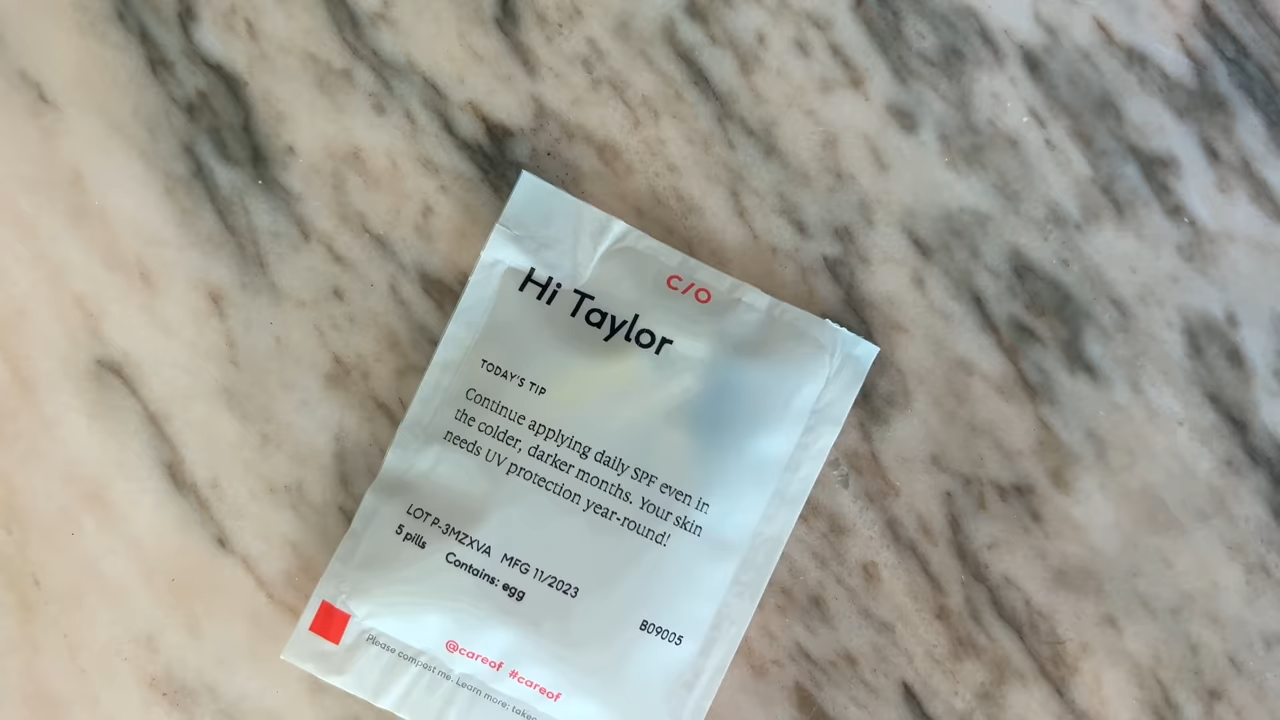 C/O
Hi Taylor
TODAY'S TIP
Continue applying daily SPF even in
the colder, darker months. Your skin
needs UV protection year-round!
LOT P-3MZXVA MFG 11/2023
5 pills Contains: egg
B09005
@careof #careof
Please compost me. Learn more: takec